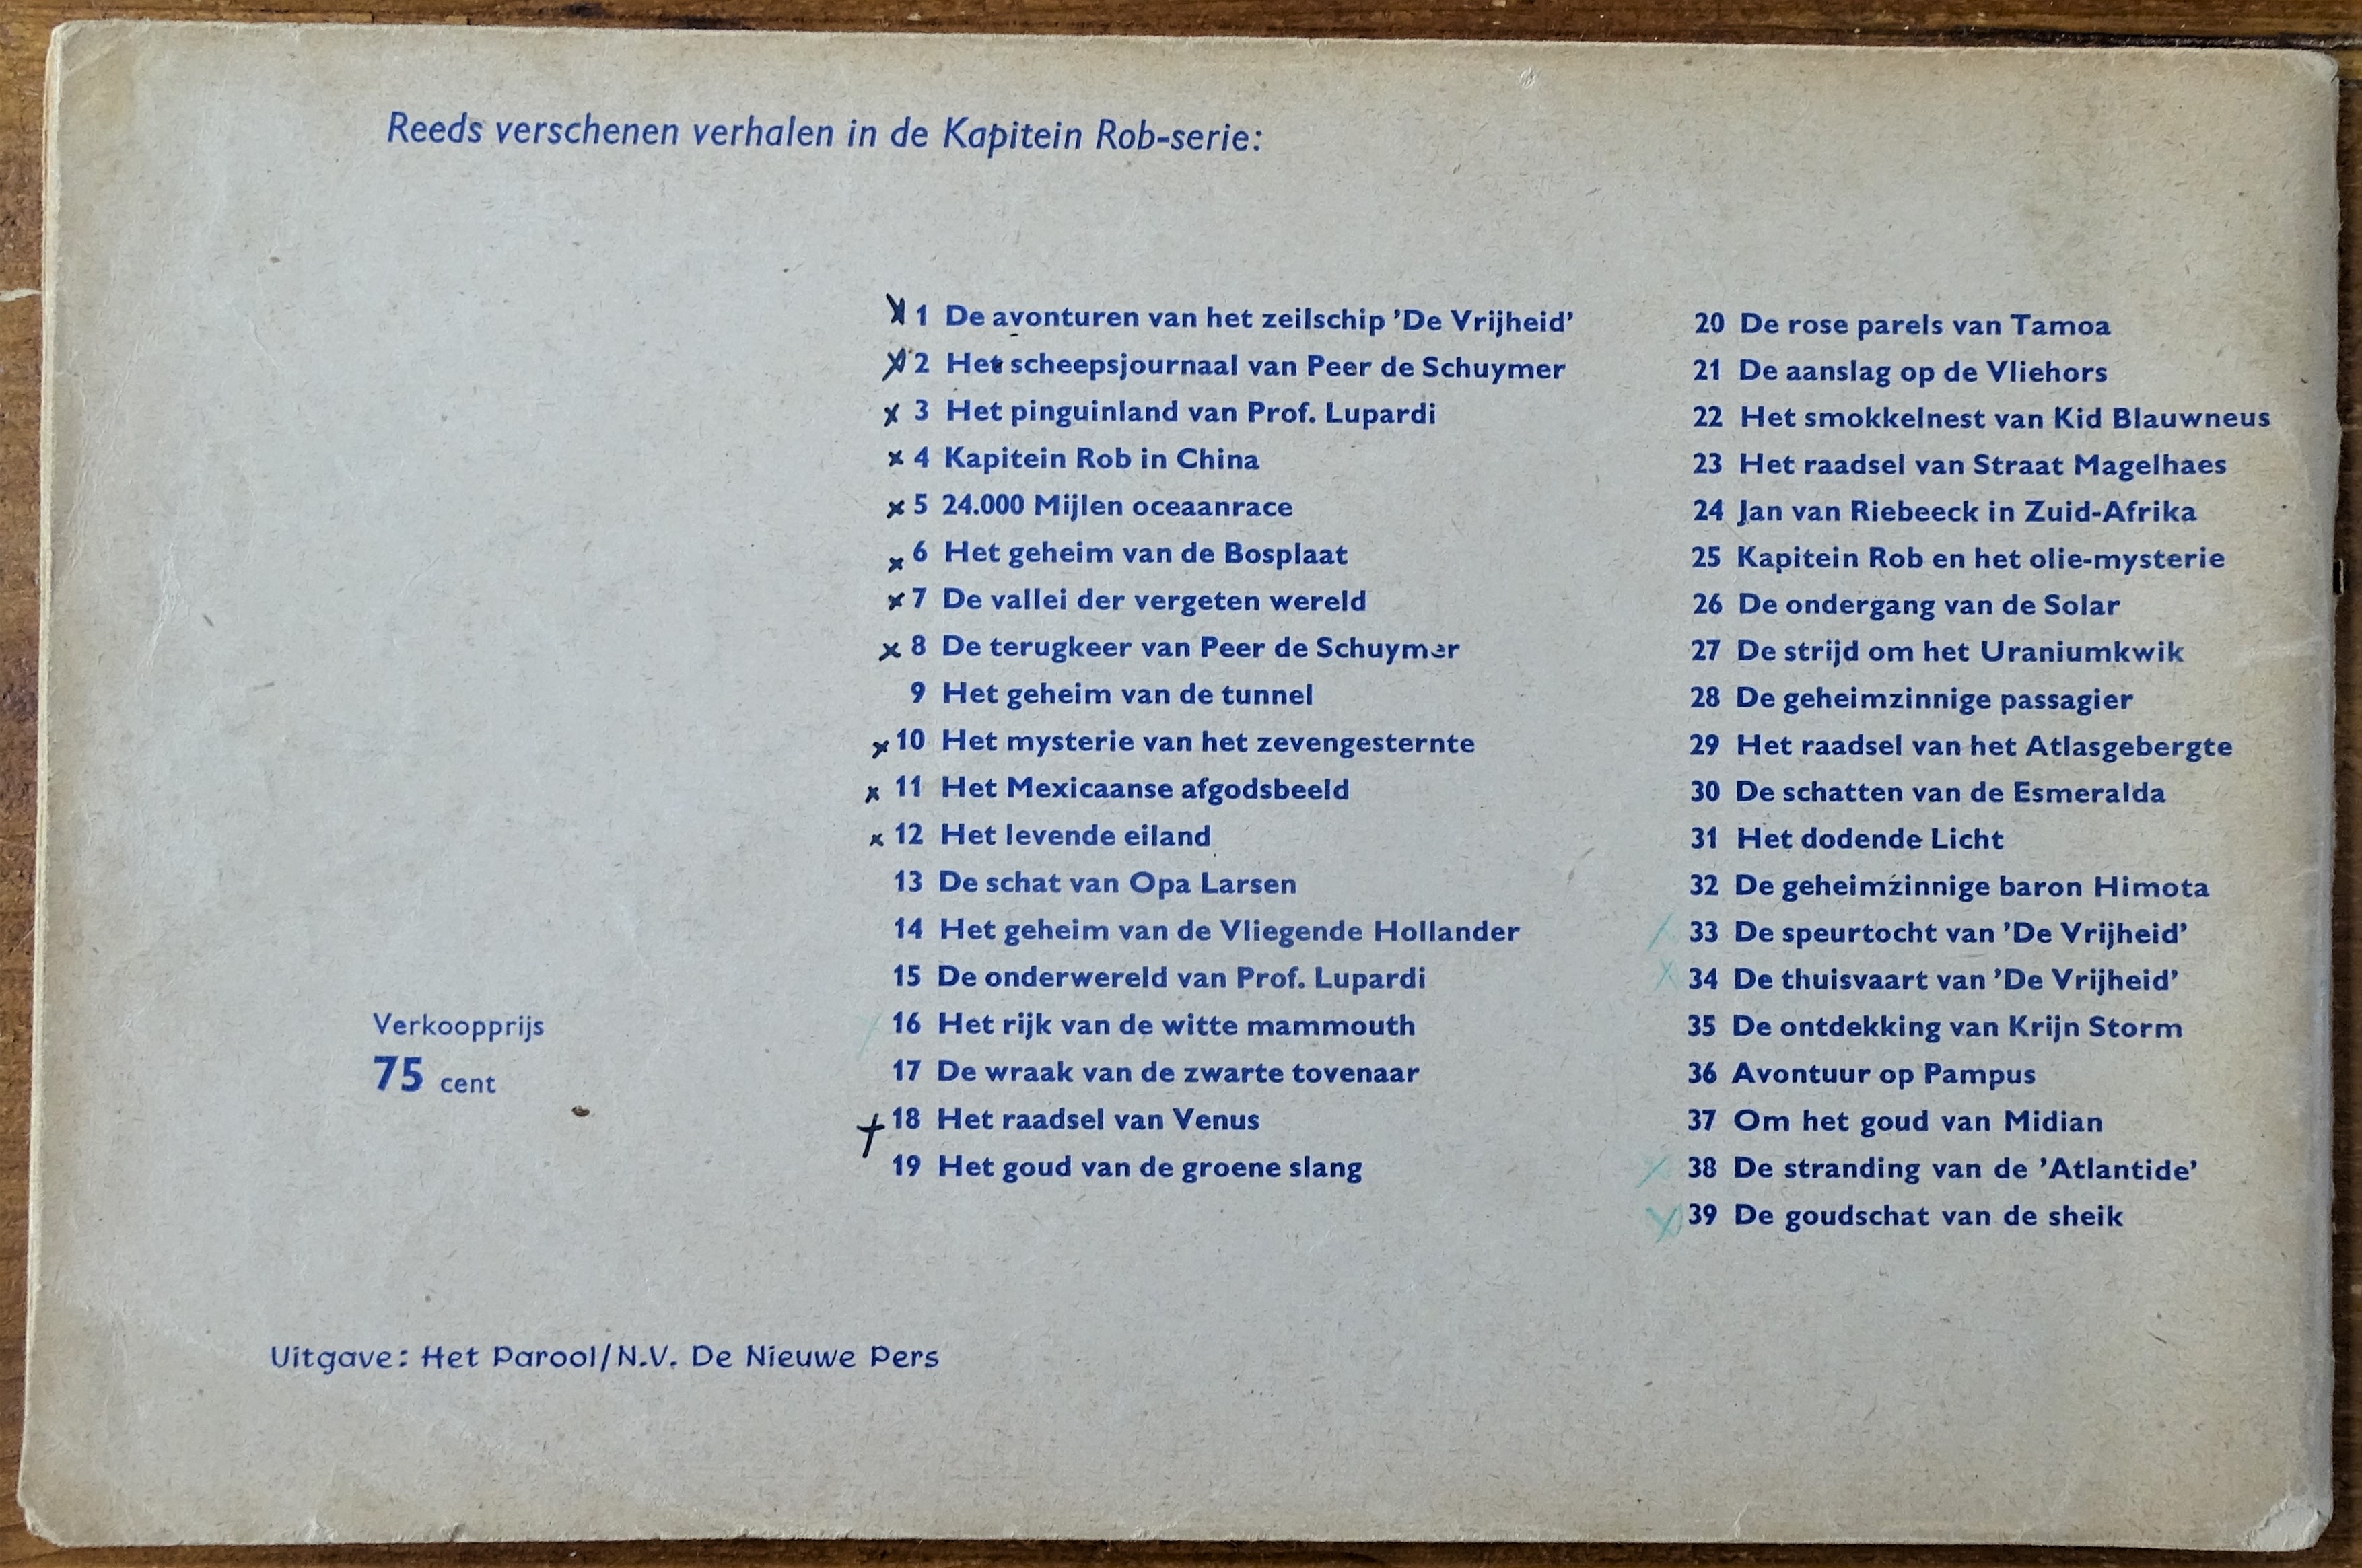 Reeds verschenen verhalen in de Kapitein Rob-serie:
1 De avonturen van het zeilschip 'De Vrijheid'
2 Het scheepsjournaal van Peer de Schuymer
3 Het pinguinland van Prof. Lupardi
4 Kapitein Rob in China
5 24.000 Mijlen oceaanrace
6 Het geheim van de Bosplaat
7 De vallei der vergeten wereld
8 De terugkeer van Peer de Schuymer
9 Het geheim van de tunnel
10 Het mysterie van het zevengesternte
11 Het Mexicaanse afgodsbeeld
12 Het levende eiland
13 De schat van Opa Larsen
14 Het geheim van de Vliegende Hollander
15 De onderwereld van Prof. Lupardi
16 Het rijk van de witte mammouth
17 De wraak van de zwarte tovenaar
18 Het raadsel van Venus
19 Het goud van de groene slang
20 De rose parels van Tamoa
21 De aanslag op de Vliehors
22 Het smokkelnest van Kid Blauwneus
23 Het raadsel van Straat Magelhaes
24 Jan van Riebeeck in Zuid-Afrika
25 Kapitein Rob en het olie-mysterie
26 De ondergang van de Solar
27 De strijd om het Uraniumkwik
28 De geheimzinnige passagier
29 Het raadsel van het Atlasgebergte
30 De schatten van de Esmeralda
31 Het dodende Licht
32 De geheimzinnige baron Himota
33 De speurtocht van 'De Vrijheid'
34 De thuisvaart van 'De Vrijheid'
35 De ontdekking van Krijn Storm
36 Avontuur op Pampus
37 Om het goud van Midian
38 De stranding van de 'Atlantide'
39 De goudschat van de sheik
Verkoopprijs
75 cent
Uitgave: Het Parool/N.V. De Nieuwe Pers